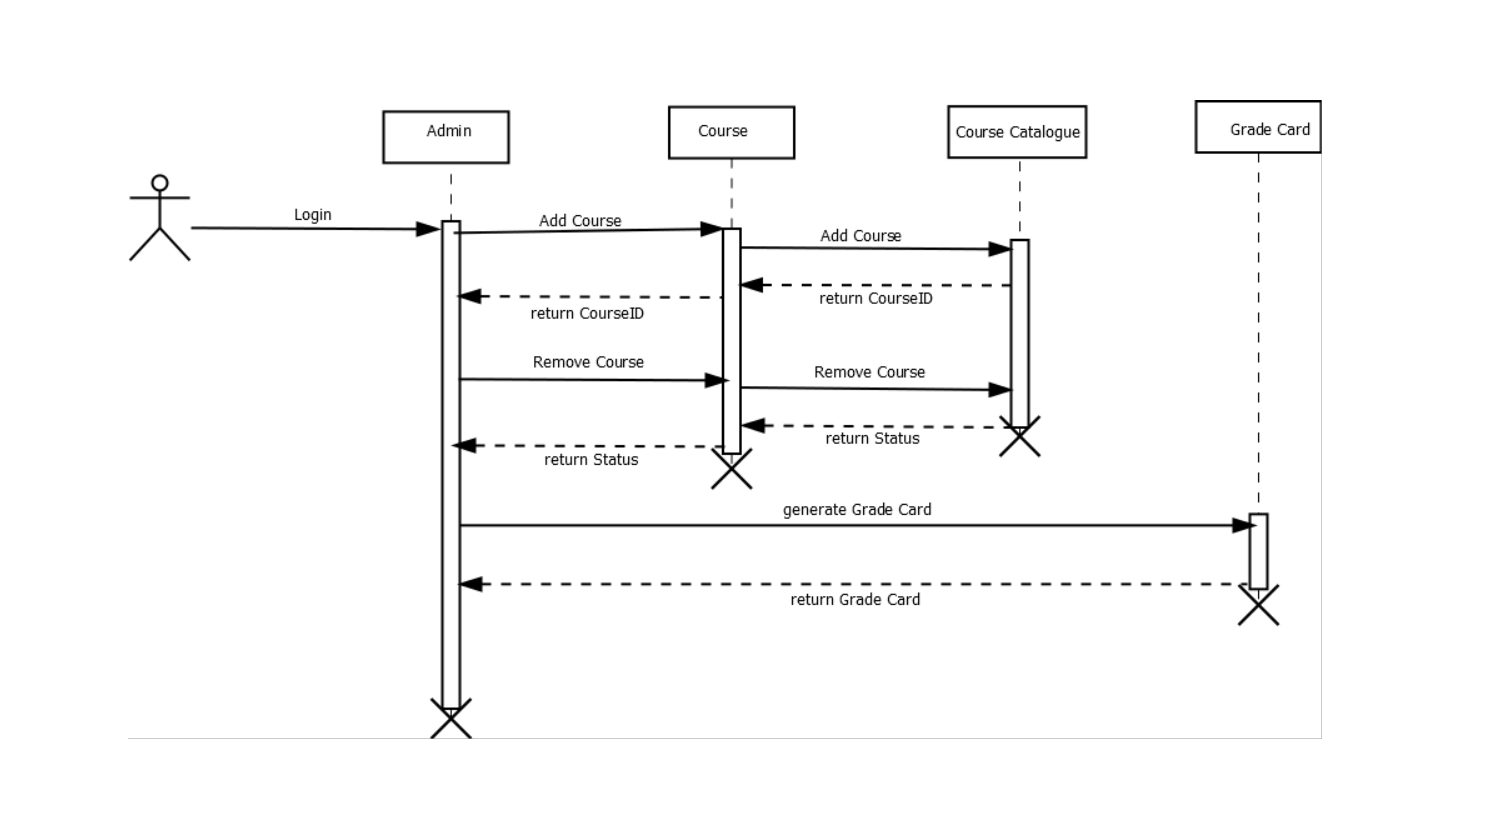 Admin
Course
Course Catalogue
Grade Card
Login
Add Course
Add Course
return CourseID
return CourseID
Remove Course
Remove Course
return Status
return Status
generate Grade Card
return Grade Card